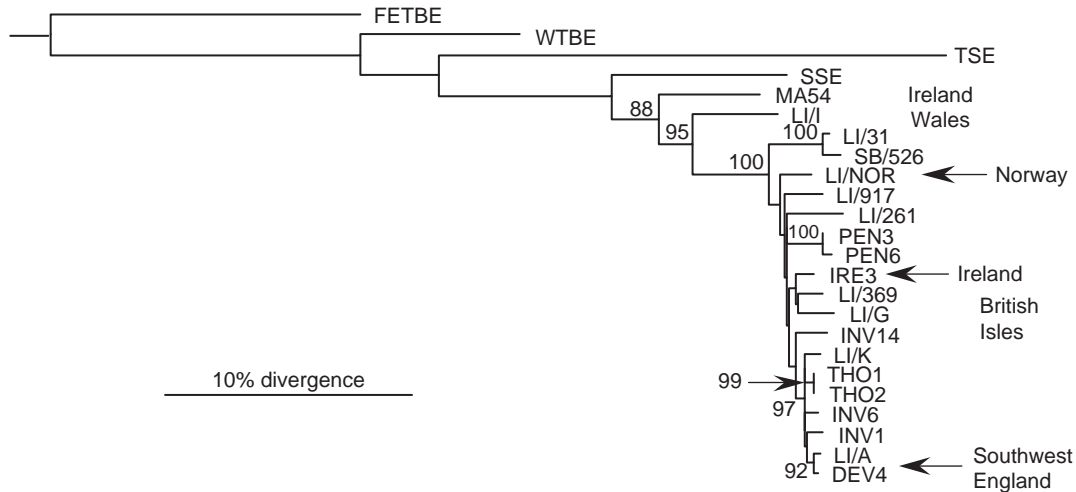 FETBE
WTBE
TSE
SSE
88
MA54
Ireland
Wales
95
LI/I
100
LI/31
100
SB/526
LI/NOR
Norway
LI/917
LI/261
100
PEN3
PEN6
IRE3
Ireland
LI/369
British
Isles
LI/G
INV14
LI/K
10% divergence
99
THO1
THO2
97
INV6
INV1
LI/A
Southwest
England
92
DEV4